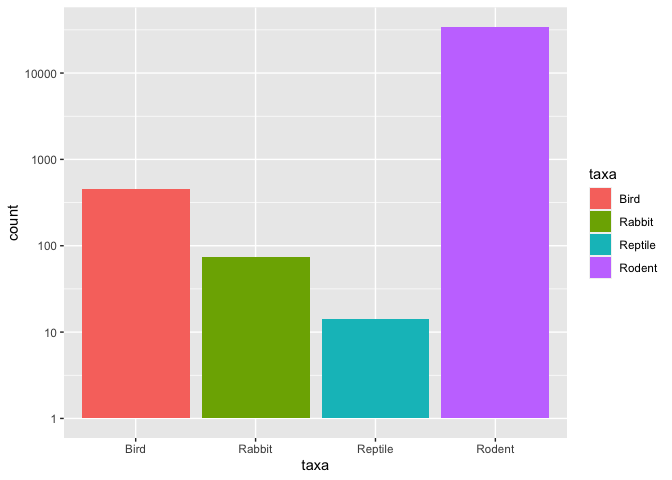 10000
1000
100
10
1
count
Bird
Rabbit
Reptile
Rodent
taxa
taxa
Bird
Rabbit
Reptile
Rodent